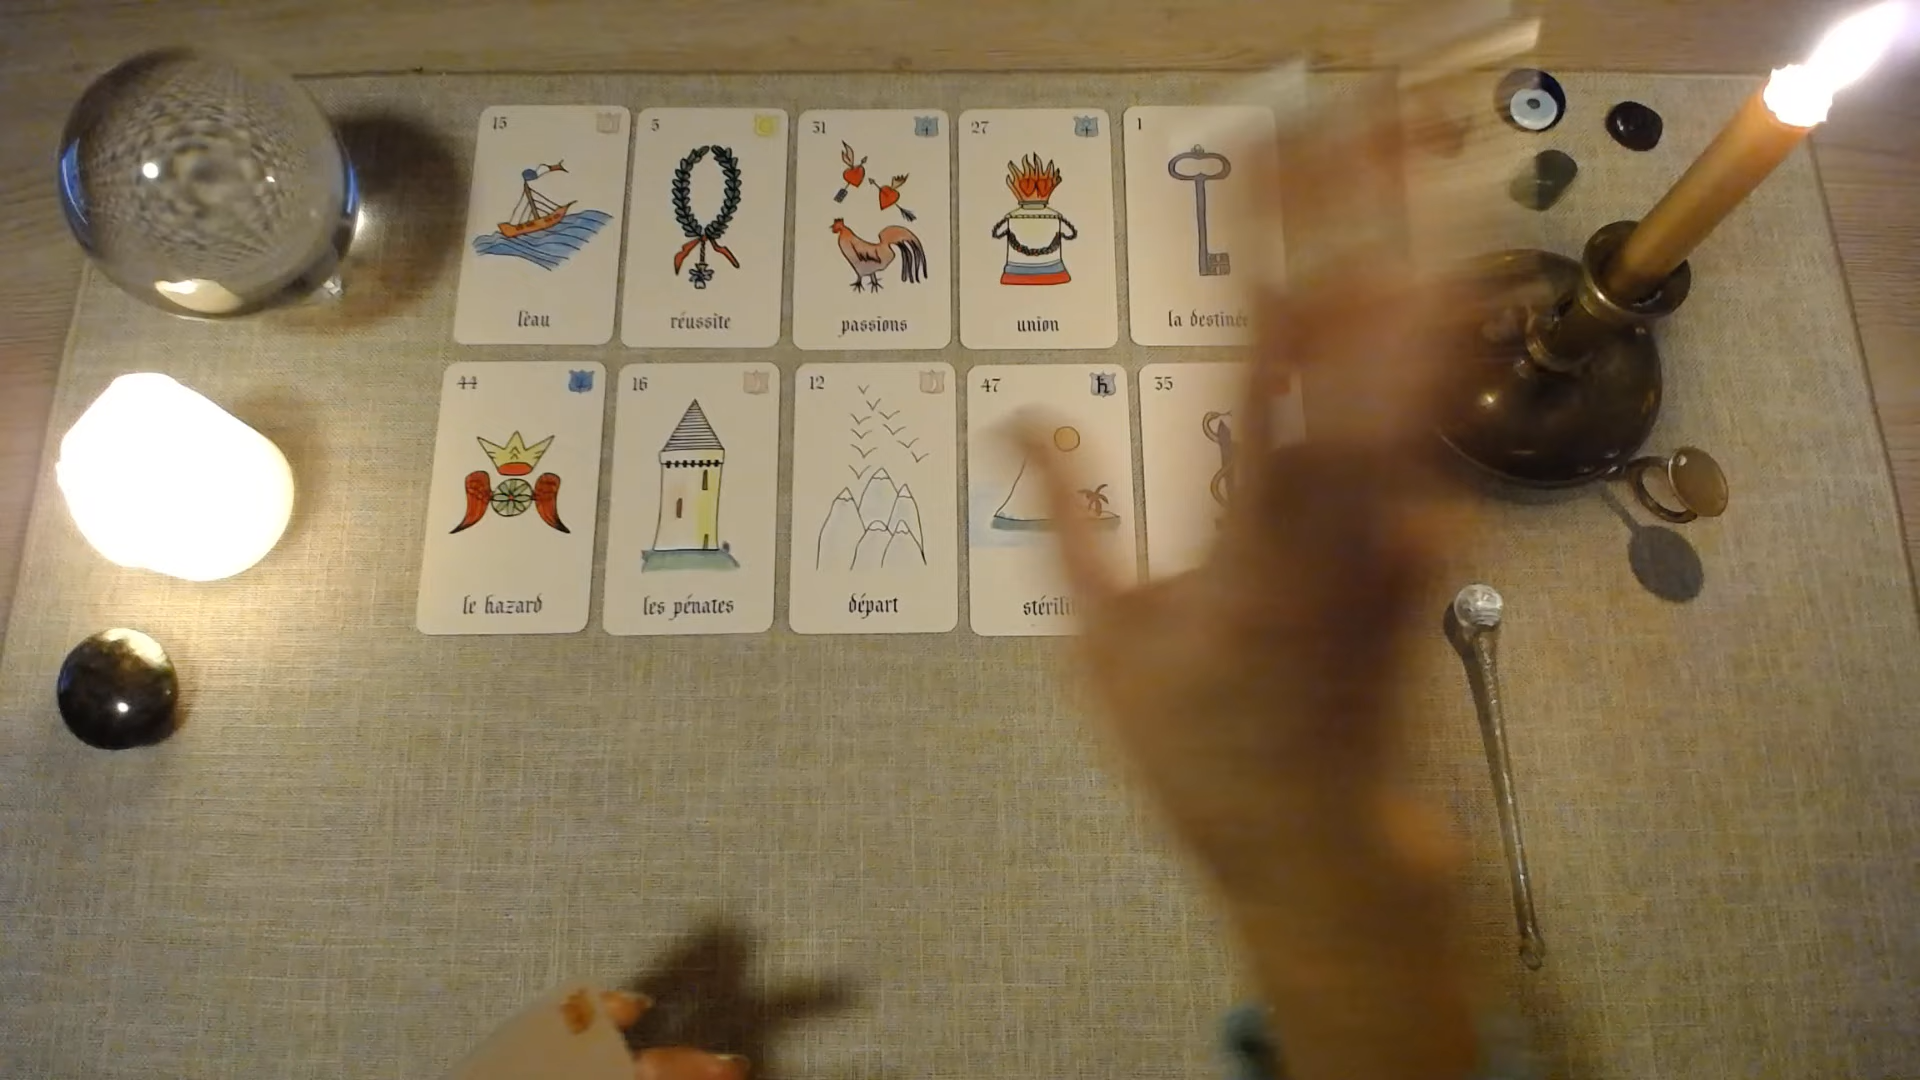 15
lèau
5
réussite
31
passions
27
union
1
la destinée
44
le hazard
16
les pénates
12
départ
47
35